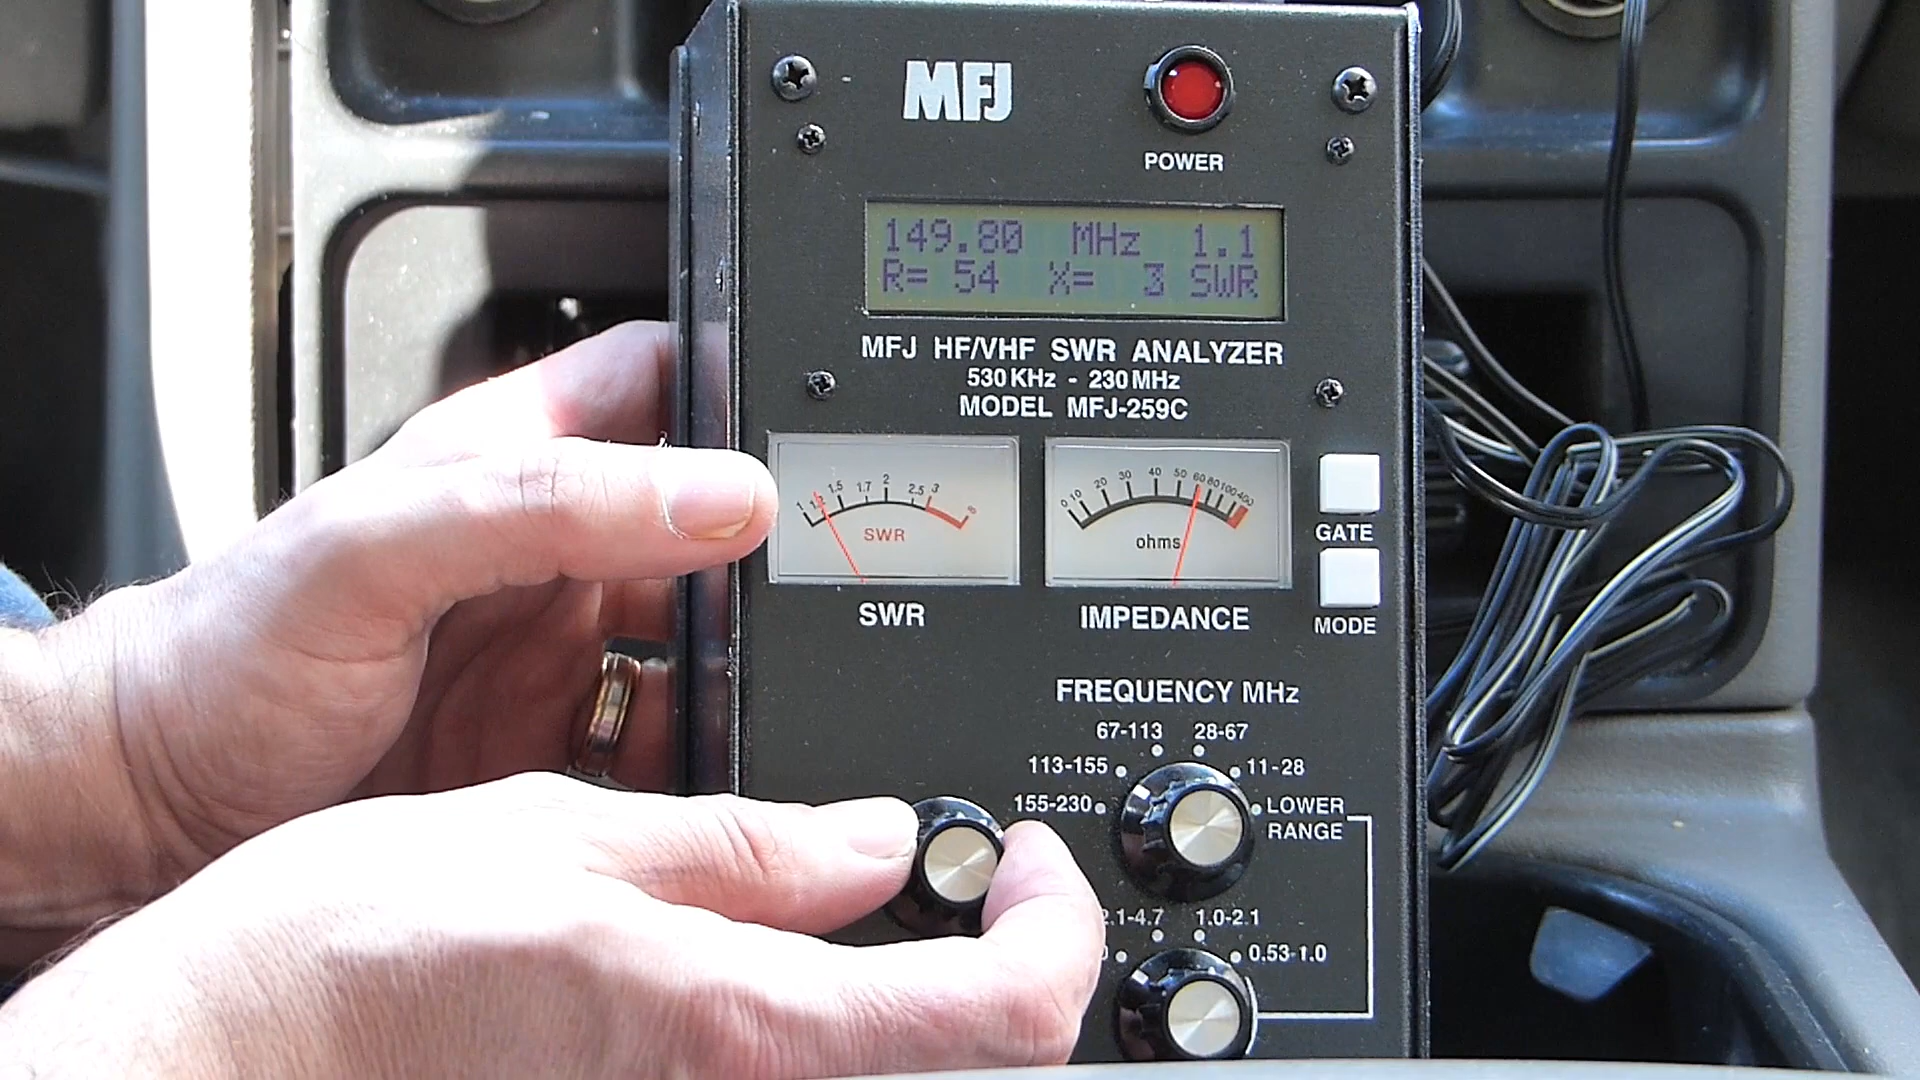 MFJ
POWER
149.80 MHz 1.1
R= 54 X= 3 SWR
MFJ HF/VHF SWR ANALYZER
530 KHz - 230 MHz
MODEL MFJ-259C
1 1.5 1.7 2 2.5 3 ∞
SWR
0 10 20 30 40 50 60 80 100 400
ohms
GATE
SWR
IMPEDANCE
MODE
FREQUENCY MHz
67-113 28-67
113-155 11-28
155-230 LOWER
RANGE
2.1-4.7 1.0-2.1
0.53-1.0